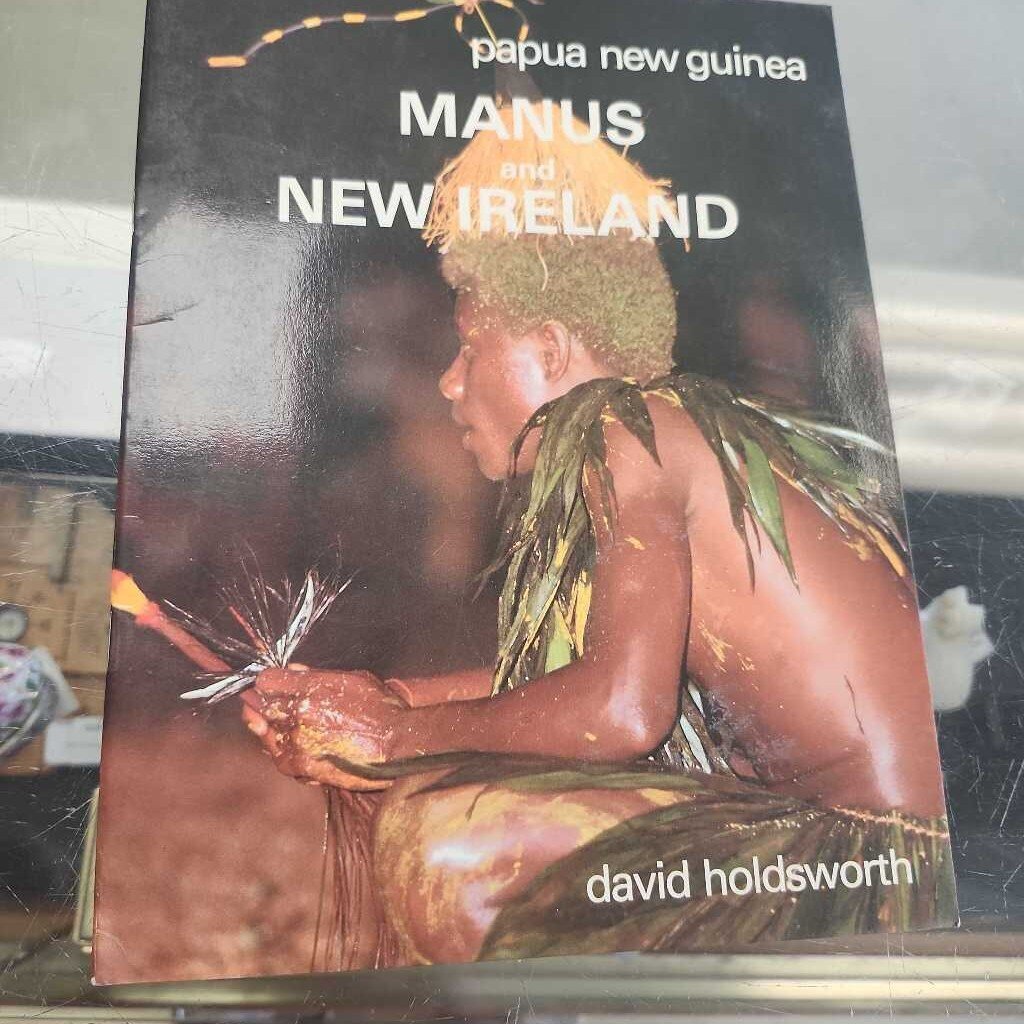 papua new guinea
MANUS
and
NEW IRELAND
david holdsworth